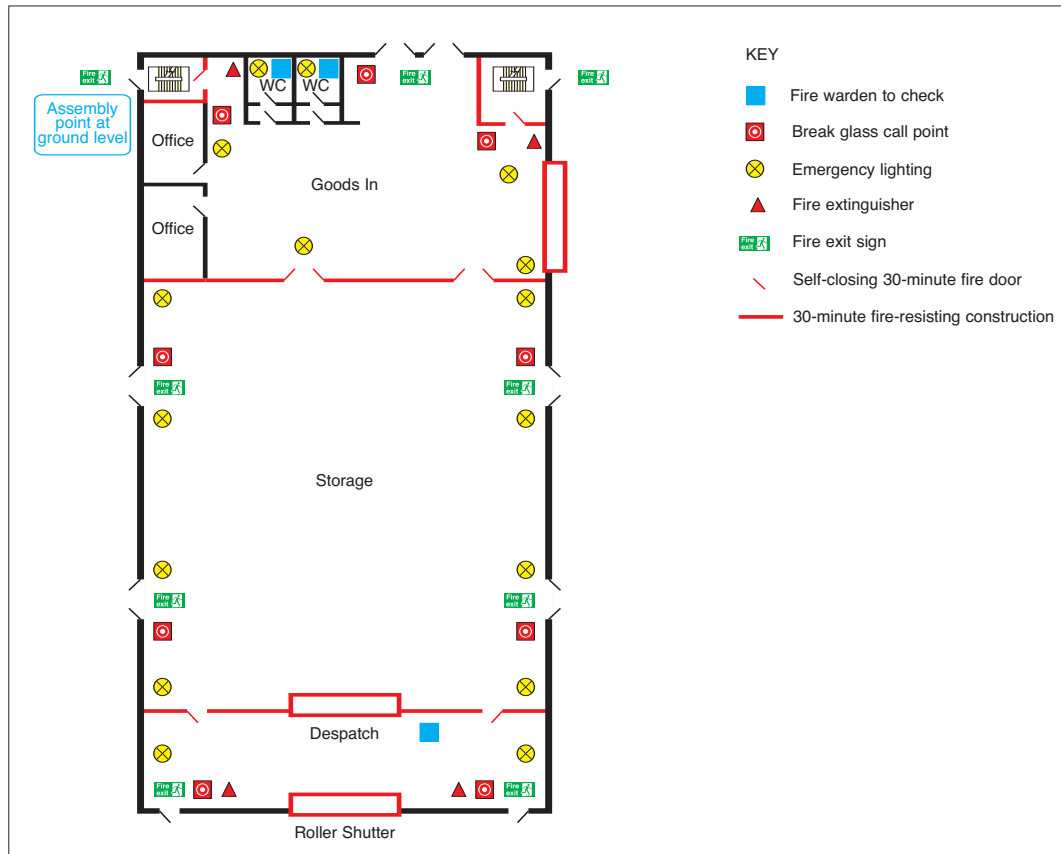 KEY
Fire exit
Fire exit
Fire exit
WC
WC
Fire warden to check
Assembly
point at
ground level
Office
Break glass call point
Emergency lighting
Goods In
Fire extinguisher
Office
Fire exit
Fire exit sign
Self-closing 30-minute fire door
30-minute fire-resisting construction
Fire exit
Fire exit
Storage
Fire exit
Fire exit
Despatch
Fire exit
Fire exit
Roller Shutter